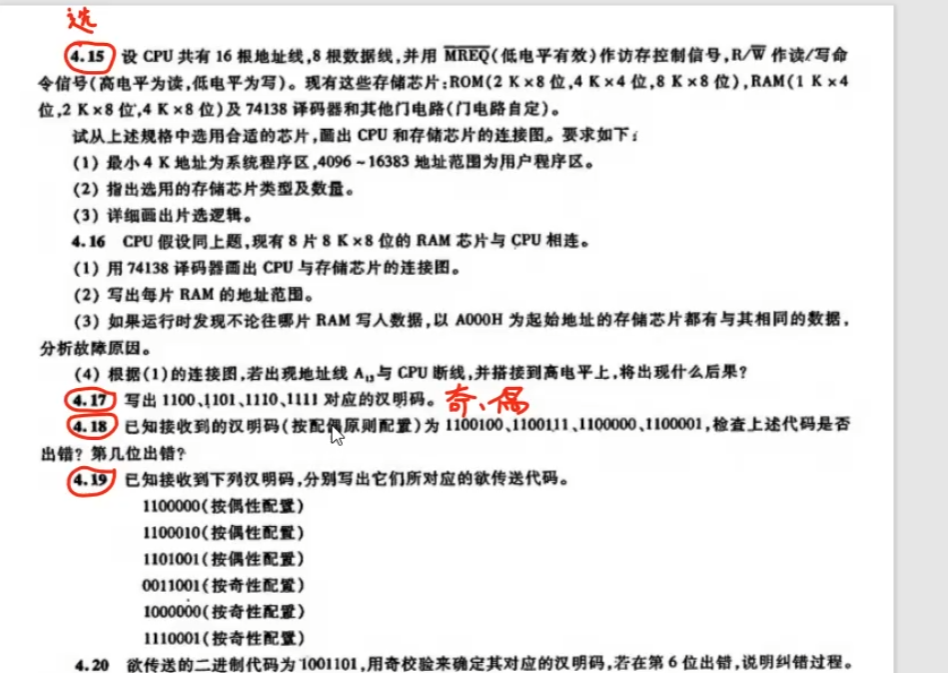 选
4.15 设 CPU 共有 16 根地址线,8 根数据线,并用 M̅R̅E̅Q̅(低电平有效)作访存控制信号,R/W̅ 作读/写命
令信号(高电平为读,低电平为写)。现有这些存储芯片:ROM(2 K×8 位,4 K×4 位,8 K×8 位),RAM(1 K×4
位,2 K×8 位,4 K×8 位)及 74138 译码器和其他门电路(门电路自定)。
试从上述规格中选用合适的芯片,画出 CPU 和存储芯片的连接图。要求如下:
(1) 最小 4 K 地址为系统程序区,4096~16383 地址范围为用户程序区。
(2) 指出选用的存储芯片类型及数量。
(3) 详细画出片选逻辑。
4.16 CPU 假设同上题,现有 8 片 8 K×8 位的 RAM 芯片与 CPU 相连。
(1) 用 74138 译码器画出 CPU 与存储芯片的连接图。
(2) 写出每片 RAM 的地址范围。
(3) 如果运行时发现不论往哪片 RAM 写入数据,以 A000H 为起始地址的存储芯片都有与其相同的数据,
分析故障原因。
(4) 根据(1)的连接图,若出现地址线 A₁₃与 CPU 断线,并搭接到高电平上,将出现什么后果?
4.17 写出 1100、1101、1110、1111 对应的汉明码。 奇、偶
4.18 已知接收到的汉明码(按配偶原则配置)为 1100100、1100111、1100000、1100001,检查上述代码是否
出错? 第几位出错?
4.19 已知接收到下列汉明码,分别写出它们所对应的欲传送代码。
1100000(按偶性配置)
1100010(按偶性配置)
1101001(按偶性配置)
0011001(按奇性配置)
1000000(按奇性配置)
1110001(按奇性配置)
4.20 欲传送的二进制代码为 1001101,用奇校验来确定其对应的汉明码,若在第 6 位出错,说明纠错过程。